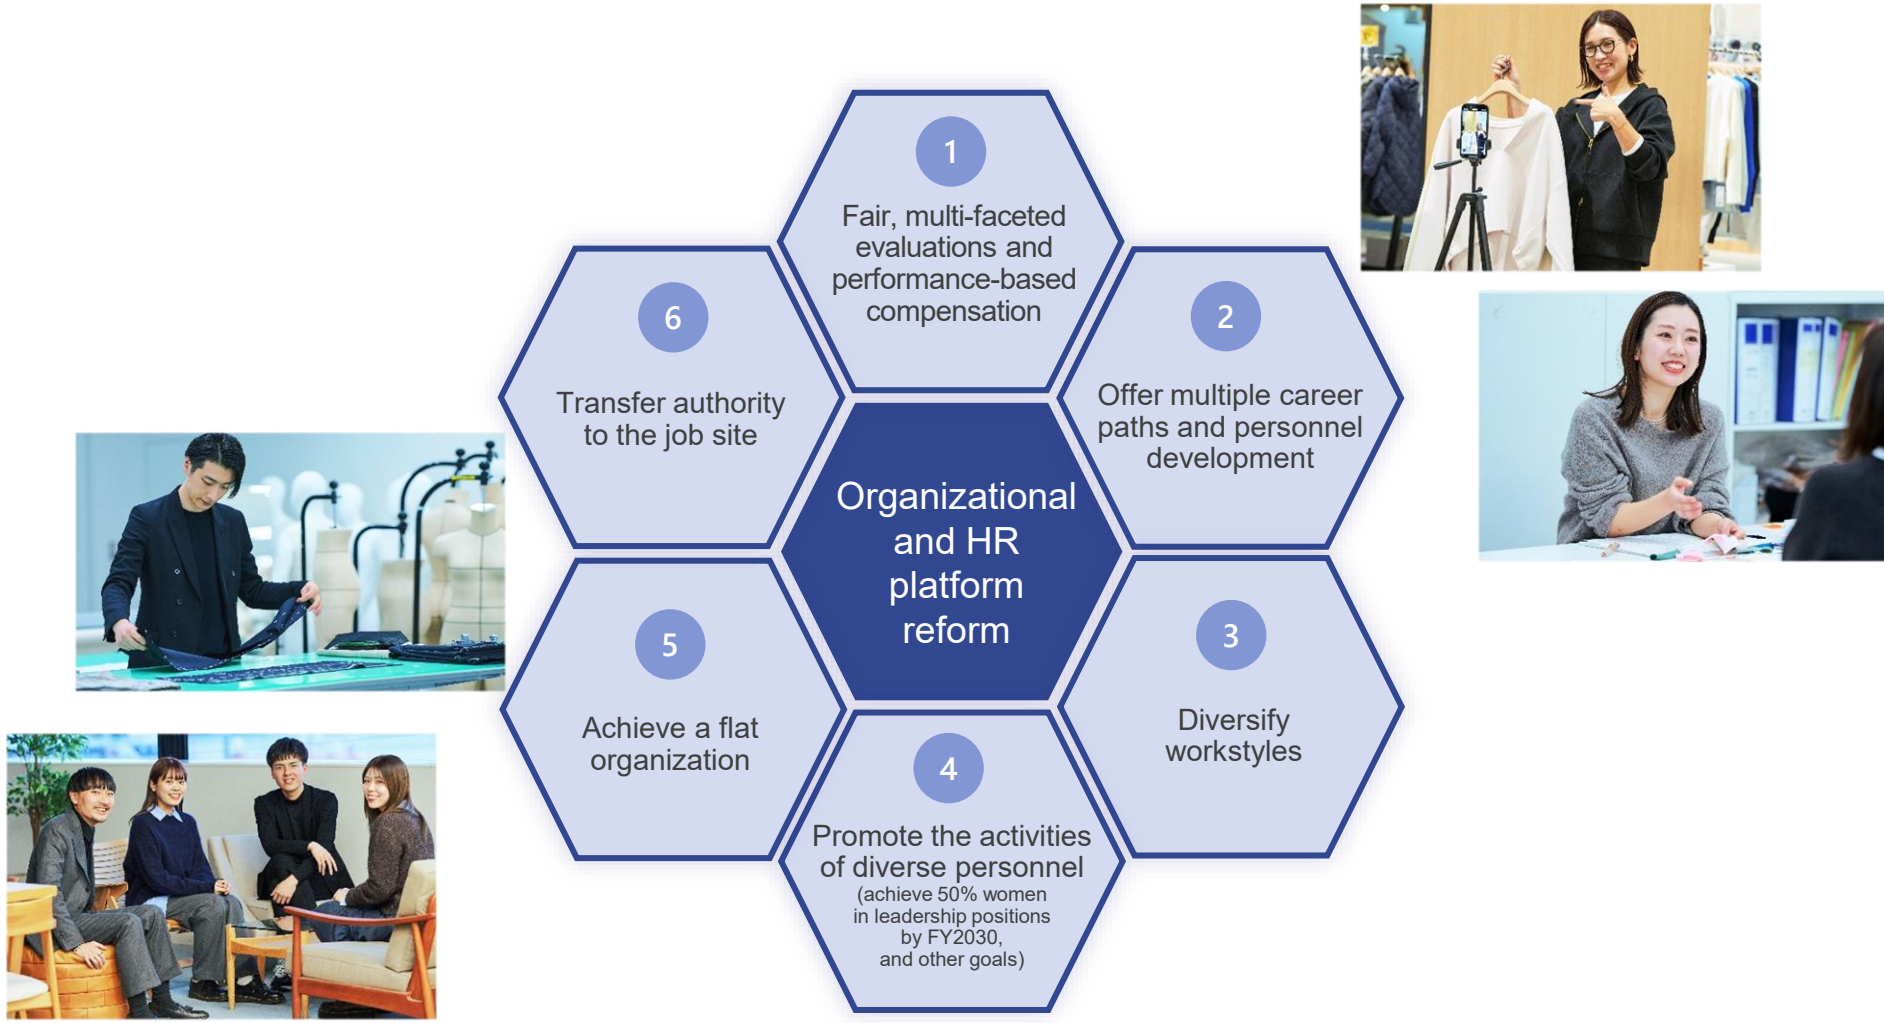 1
Fair, multi-faceted
evaluations and
performance-based
compensation
2
Offer multiple career
paths and personnel
development
3
Diversify
workstyles
4
Promote the activities
of diverse personnel
(achieve 50% women
in leadership positions
by FY2030,
and other goals)
5
Achieve a flat
organization
6
Transfer authority
to the job site
Organizational
and HR
platform
reform